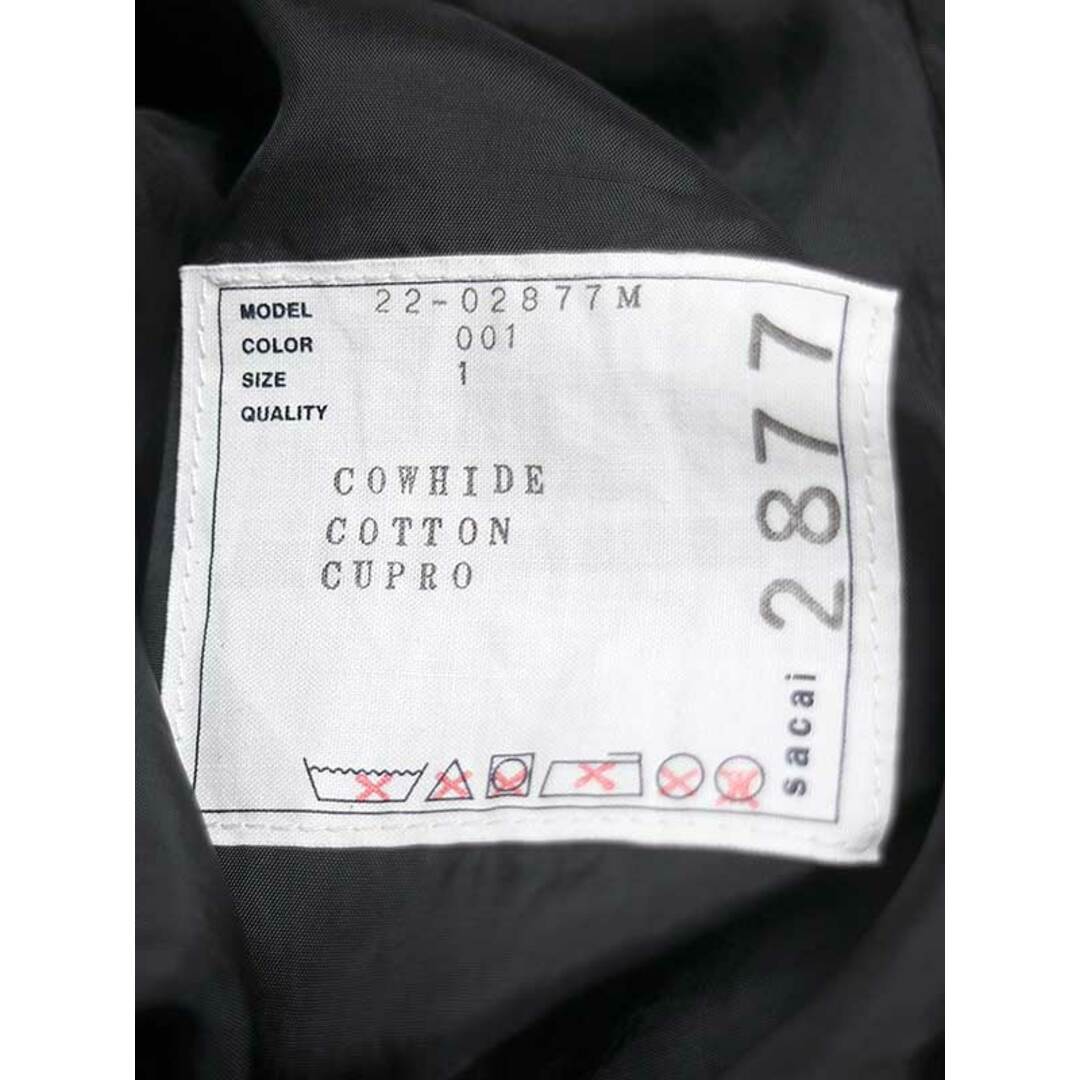 MODEL 22-02877M
COLOR 001
SIZE 1
QUALITY
COWHIDE
COTTON
CUPRO
sacai 2877